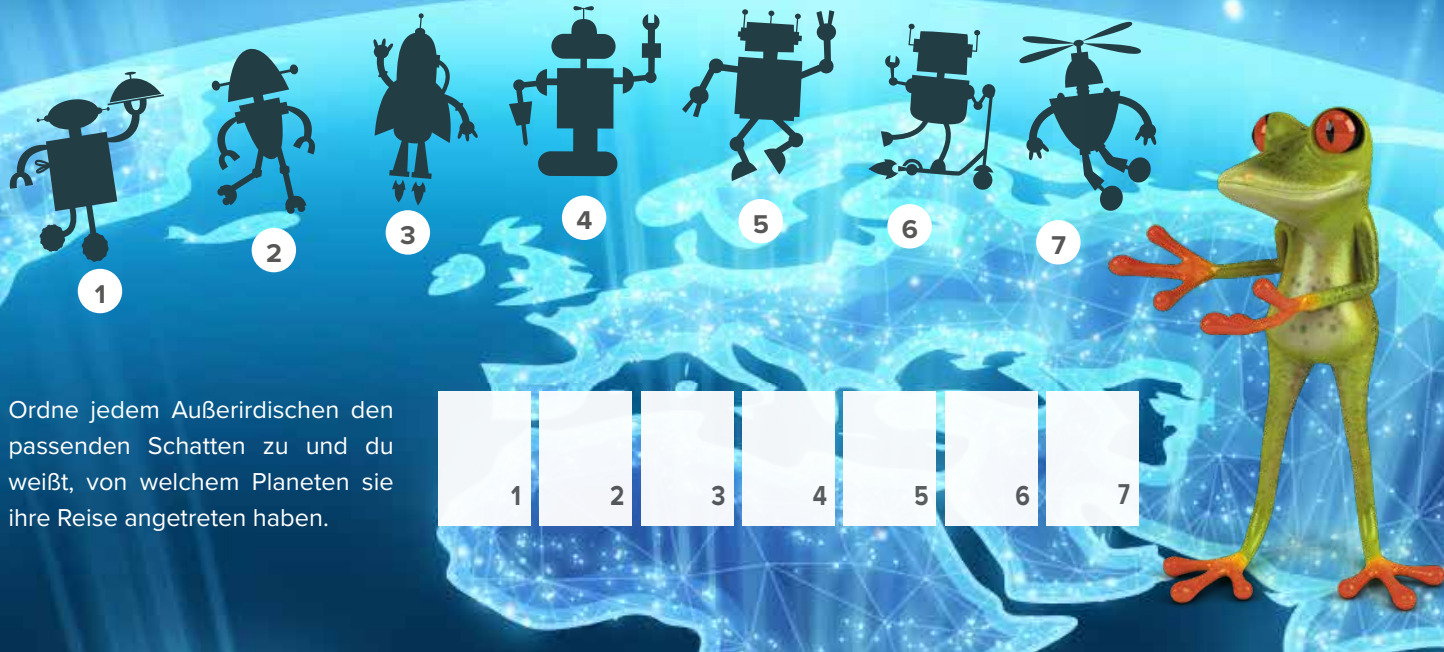 1
2
3
4
5
6
7
Ordne jedem Außerirdischen den
passenden Schatten zu und du
weißt, von welchem Planeten sie
ihre Reise angetreten haben.
1 2 3 4 5 6 7